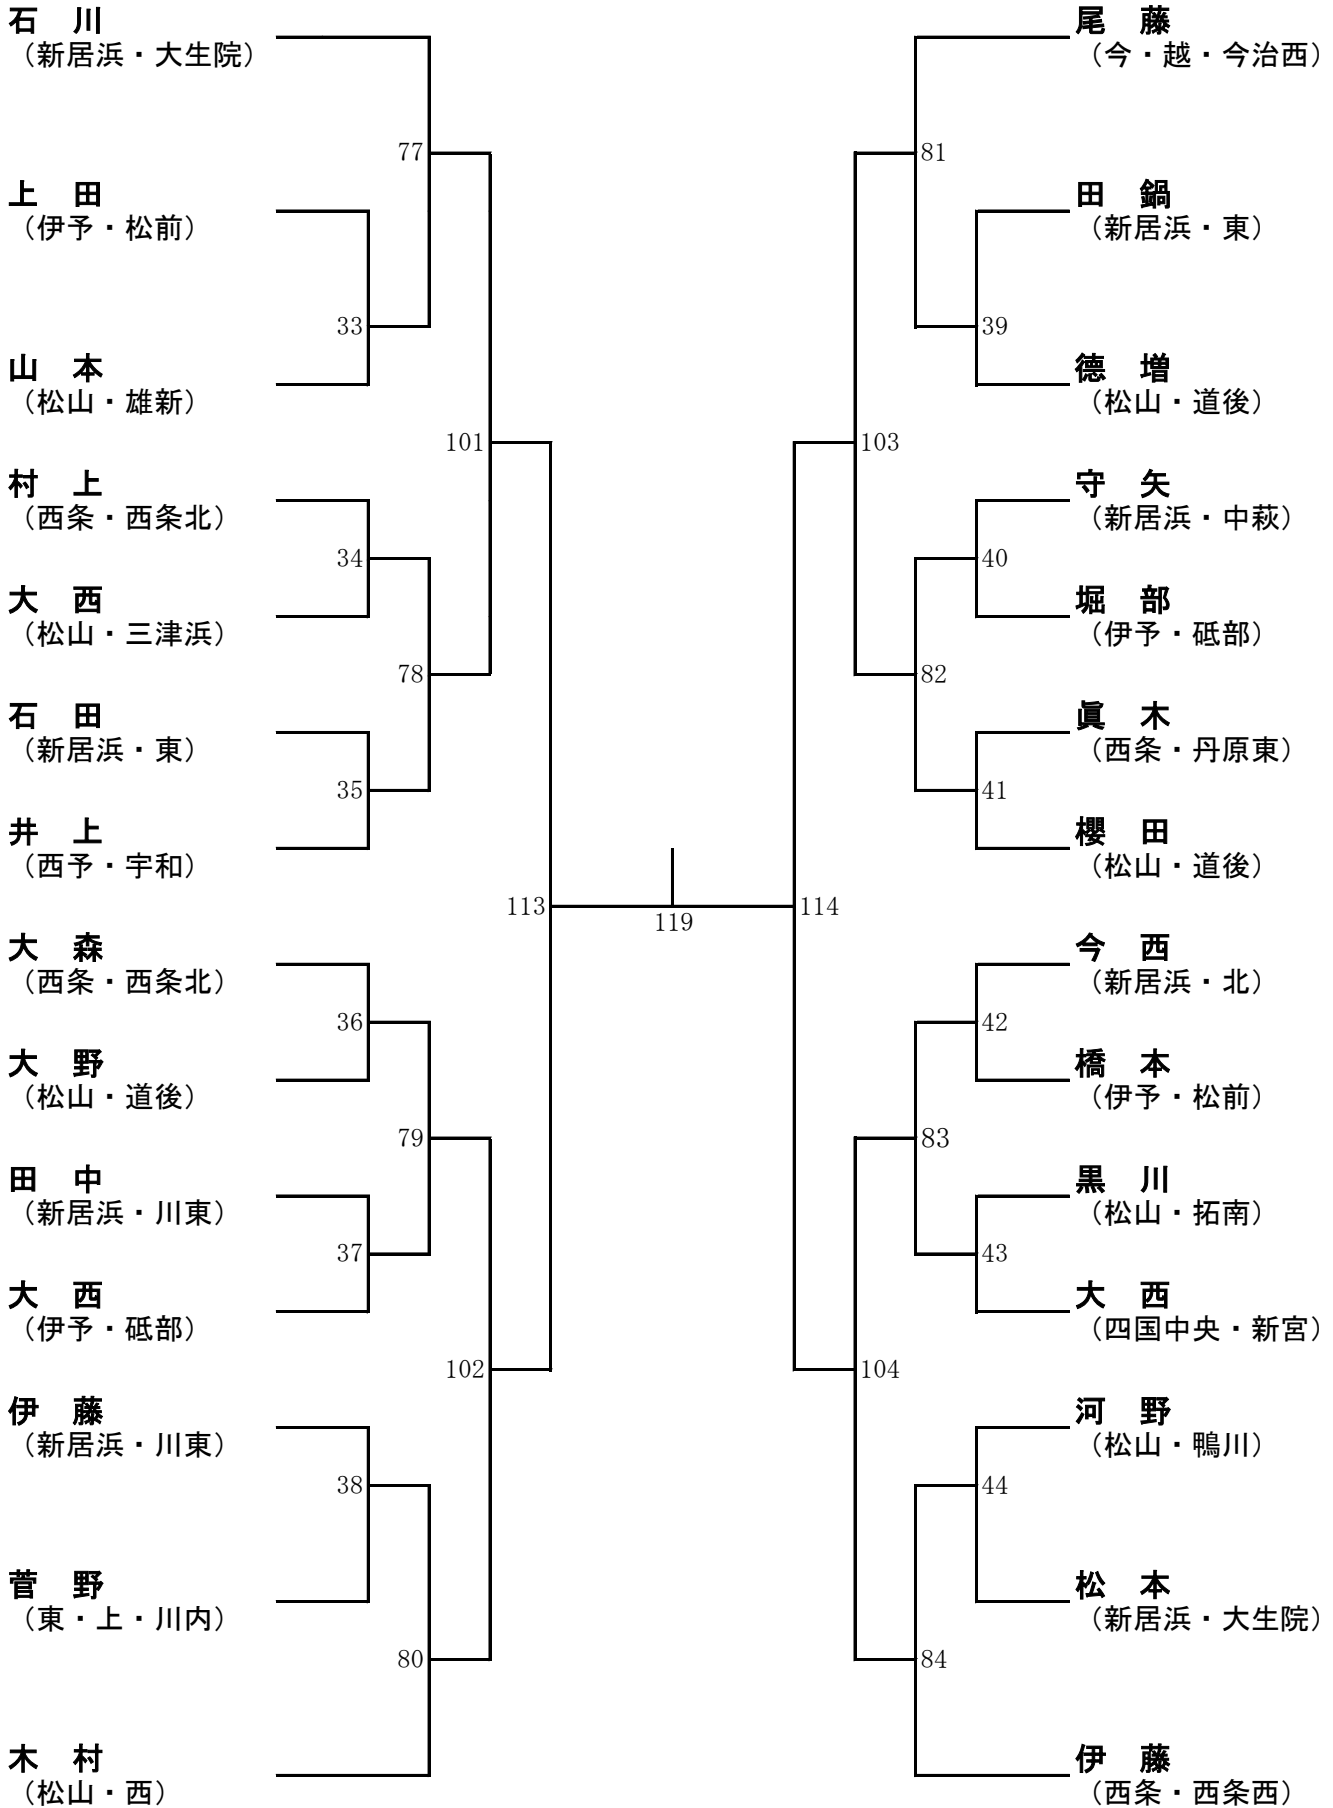 石　川
（新居浜・大生院）
77
上　田
（伊予・松前）
33
山　本
（松山・雄新）
101
村　上
（西条・西条北）
34
大　西
（松山・三津浜）
78
石　田
（新居浜・東）
35
井　上
（西予・宇和）
113
119
大　森
（西条・西条北）
36
大　野
（松山・道後）
79
田　中
（新居浜・川東）
37
大　西
（伊予・砥部）
102
伊　藤
（新居浜・川東）
38
菅　野
（東・上・川内）
80
木　村
（松山・西）
尾　藤
（今・越・今治西）
81
田　鍋
（新居浜・東）
39
德　増
（松山・道後）
103
守　矢
（新居浜・中萩）
40
堀　部
（伊予・砥部）
82
眞　木
（西条・丹原東）
41
櫻　田
（松山・道後）
114
今　西
（新居浜・北）
42
橋　本
（伊予・松前）
83
黒　川
（松山・拓南）
43
大　西
（四国中央・新宮）
104
河　野
（松山・鴨川）
44
松　本
（新居浜・大生院）
84
伊　藤
（西条・西条西）